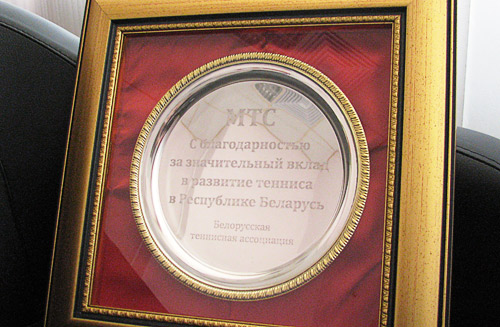 МТС
С благодарностью
за значительный вклад
в развитие тенниса
в Республике Беларусь
Белорусская
теннисная ассоциация